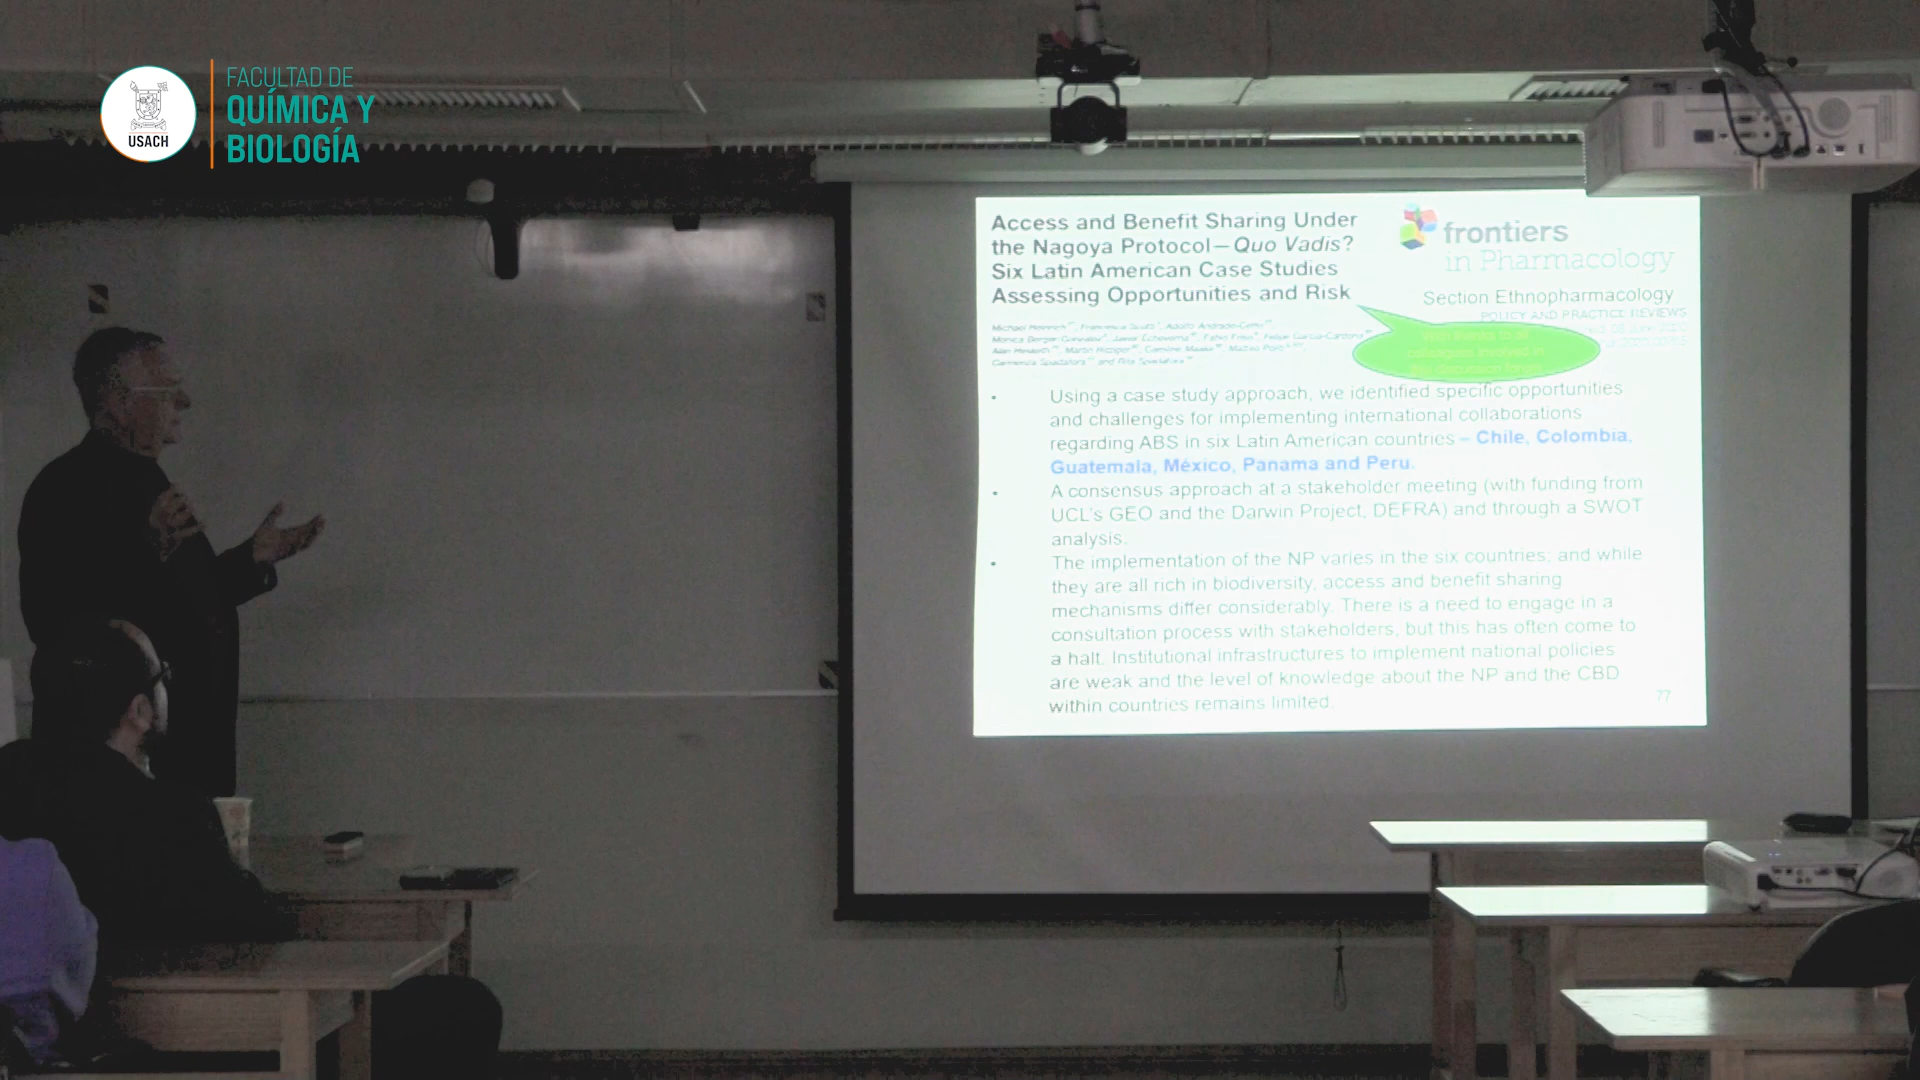 FACULTAD DE
QUÍMICA Y
BIOLOGÍA
USACH
Access and Benefit Sharing Under
the Nagoya Protocol—Quo Vadis?
Six Latin American Case Studies
Assessing Opportunities and Risk
frontiers
in Pharmacology
Section Ethnopharmacology
POLICY AND PRACTICE REVIEWS
• Using a case study approach, we identified specific opportunities
and challenges for implementing international collaborations
regarding ABS in six Latin American countries – Chile, Colombia,
Guatemala, México, Panama and Peru.
• A consensus approach at a stakeholder meeting (with funding from
UCL's GEO and the Darwin Project, DEFRA) and through a SWOT
analysis.
• The implementation of the NP varies in the six countries; and while
they are all rich in biodiversity, access and benefit sharing
mechanisms differ considerably. There is a need to engage in a
consultation process with stakeholders, but this has often come to
a halt. Institutional infrastructures to implement national policies
are weak and the level of knowledge about the NP and the CBD
within countries remains limited.
77